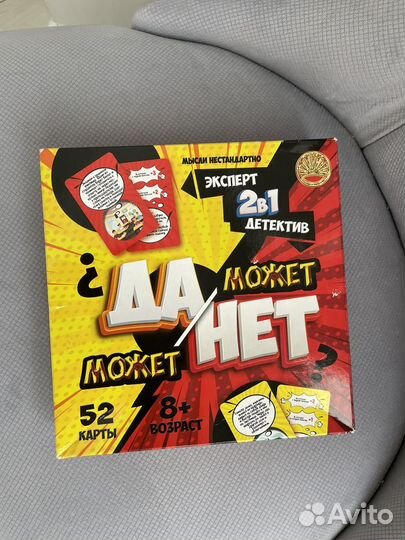 МЫСЛИ НЕСТАНДАРТНО
ЭКСПЕРТ
2в1
ДЕТЕКТИВ
¿
ДА
МОЖЕТ
МОЖЕТ
НЕТ
?
52
КАРТЫ
8+
ВОЗРАСТ
Avito